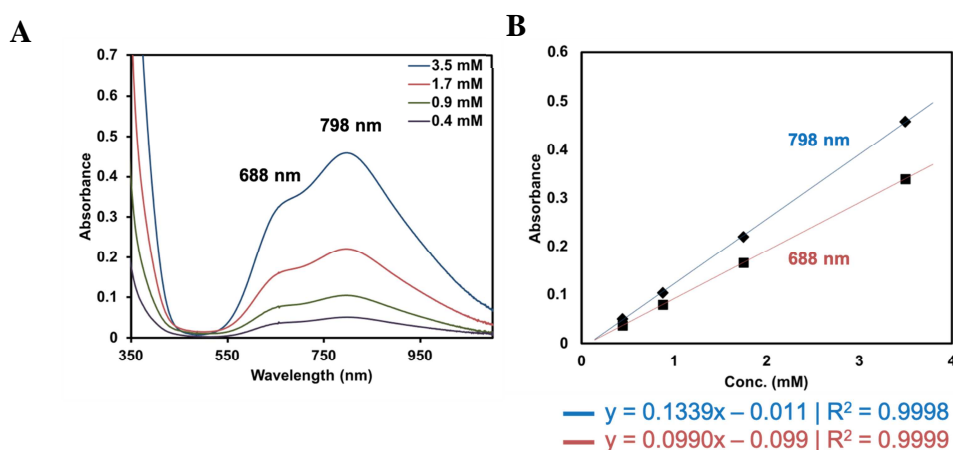 A
0.7
0.6
0.5
0.4
0.3
0.2
0.1
0
Absorbance
350
550
750
950
Wavelength (nm)
688 nm
798 nm
3.5 mM
1.7 mM
0.9 mM
0.4 mM
B
0.6
0.5
0.4
0.3
0.2
0.1
0
Absorbance
0
1
2
3
4
Conc. (mM)
798 nm
688 nm
y = 0.1339x – 0.011 | R² = 0.9998
y = 0.0990x – 0.099 | R² = 0.9999